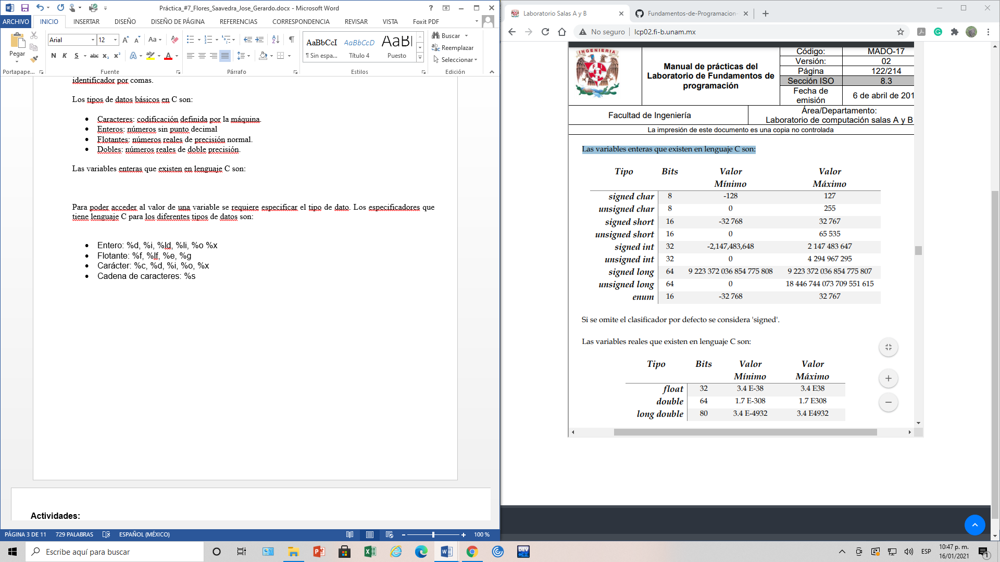 Práctica_#7_Flores_Saavedra_Jose_Gerardo.docx - Microsoft Word
ARCHIVO INICIO INSERTAR DISEÑO DISEÑO DE PÁGINA REFERENCIAS CORRESPONDENCIA REVISAR VISTA Foxit PDF
Pegar
Arial 12
N K S abc x₂ x²
AaBbCcI AaBbCcD AaBl
¶ Sin espa... Título 4 Puesto
Buscar
Reemplazar
Seleccionar
Portapape... Fuente Párrafo Estilos Edición
identificador por comas.
Los tipos de datos básicos en C son:
• Caracteres: codificación definida por la máquina.
• Enteros: números sin punto decimal
• Flotantes: números reales de precisión normal.
• Dobles: números reales de doble precisión.
Las variables enteras que existen en lenguaje C son:
Para poder acceder al valor de una variable se requiere especificar el tipo de dato. Los especificadores que
tiene lenguaje C para los diferentes tipos de datos son:
• Entero: %d, %i, %ld, %li, %o %x
• Flotante: %f, %lf, %e, %g
• Carácter: %c, %d, %i, %o, %x
• Cadena de caracteres: %s
Actividades:
PÁGINA 3 DE 11 729 PALABRAS ESPAÑOL (MÉXICO) 100 %
Laboratorio Salas A y B
Fundamentos-de-Programacion-
No seguro | lcp02.fi-b.unam.mx
INGENIERIA
Manual de prácticas del
Laboratorio de Fundamentos de
programación
Código: MADO-17
Versión: 02
Página 122/214
Sección ISO 8.3
Fecha de
emisión 6 de abril de 201
Facultad de Ingeniería
Área/Departamento:
Laboratorio de computación salas A y B
La impresión de este documento es una copia no controlada
Las variables enteras que existen en lenguaje C son:
Tipo Bits Valor Valor
Mínimo Máximo
signed char 8 -128 127
unsigned char 8 0 255
signed short 16 -32 768 32 767
unsigned short 16 0 65 535
signed int 32 -2,147,483,648 2 147 483 647
unsigned int 32 0 4 294 967 295
signed long 64 9 223 372 036 854 775 808 9 223 372 036 854 775 807
unsigned long 64 0 18 446 744 073 709 551 615
enum 16 -32 768 32 767
Si se omite el clasificador por defecto se considera 'signed'.
Las variables reales que existen en lenguaje C son:
Tipo Bits Valor Valor
Mínimo Máximo
float 32 3.4 E-38 3.4 E38
double 64 1.7 E-308 1.7 E308
long double 80 3.4 E-4932 3.4 E4932
Escribe aquí para buscar
DEV
ESP
10:47 p. m.
16/01/2021
1